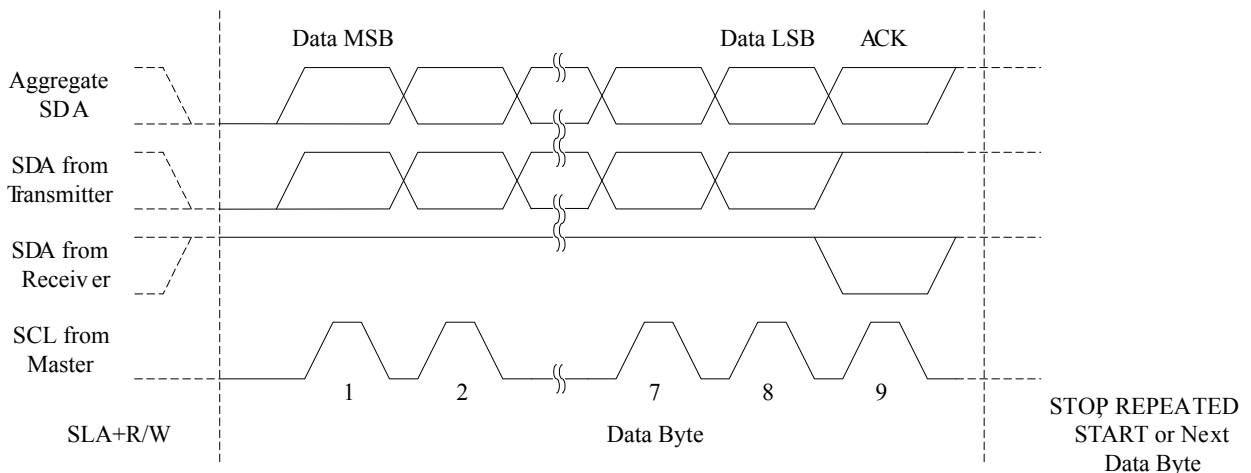 Data MSB
Data LSB
ACK
Aggregate
SDA
SDA from
Transmitter
SDA from
Receiver
SCL from
Master
1
2
7
8
9
SLA+R/W
Data Byte
STOP, REPEATED
START or Next
Data Byte